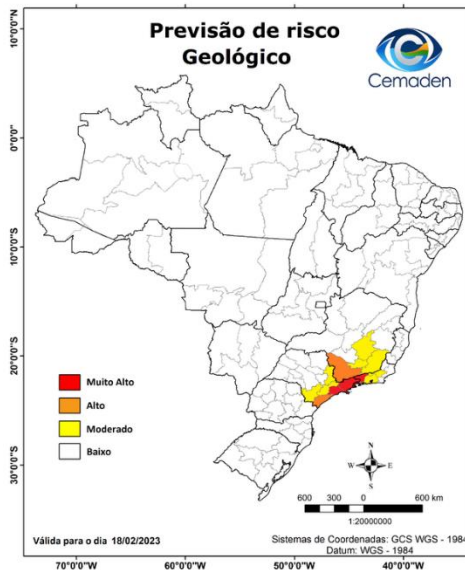 Previsão de risco
Geológico
Cemaden
10°0'0"N
0°0'0"
10°0'0"S
20°0'0"S
30°0'0"S
Muito Alto
Alto
Moderado
Baixo
N
W
E
S
600 300 0 600 km
1:20000000
Válida para o dia 18/02/2023
Sistemas de Coordenadas: GCS WGS - 1984
Datum: WGS - 1984
70°0'0"W 60°0'0"W 50°0'0"W 40°0'0"W